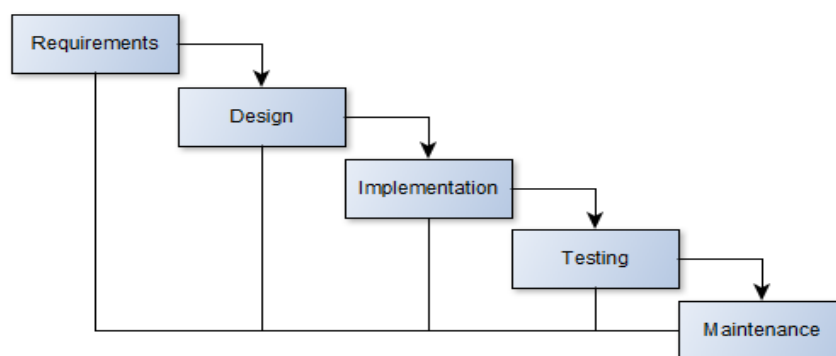 Requirements
Design
Implementation
Testing
Maintenance